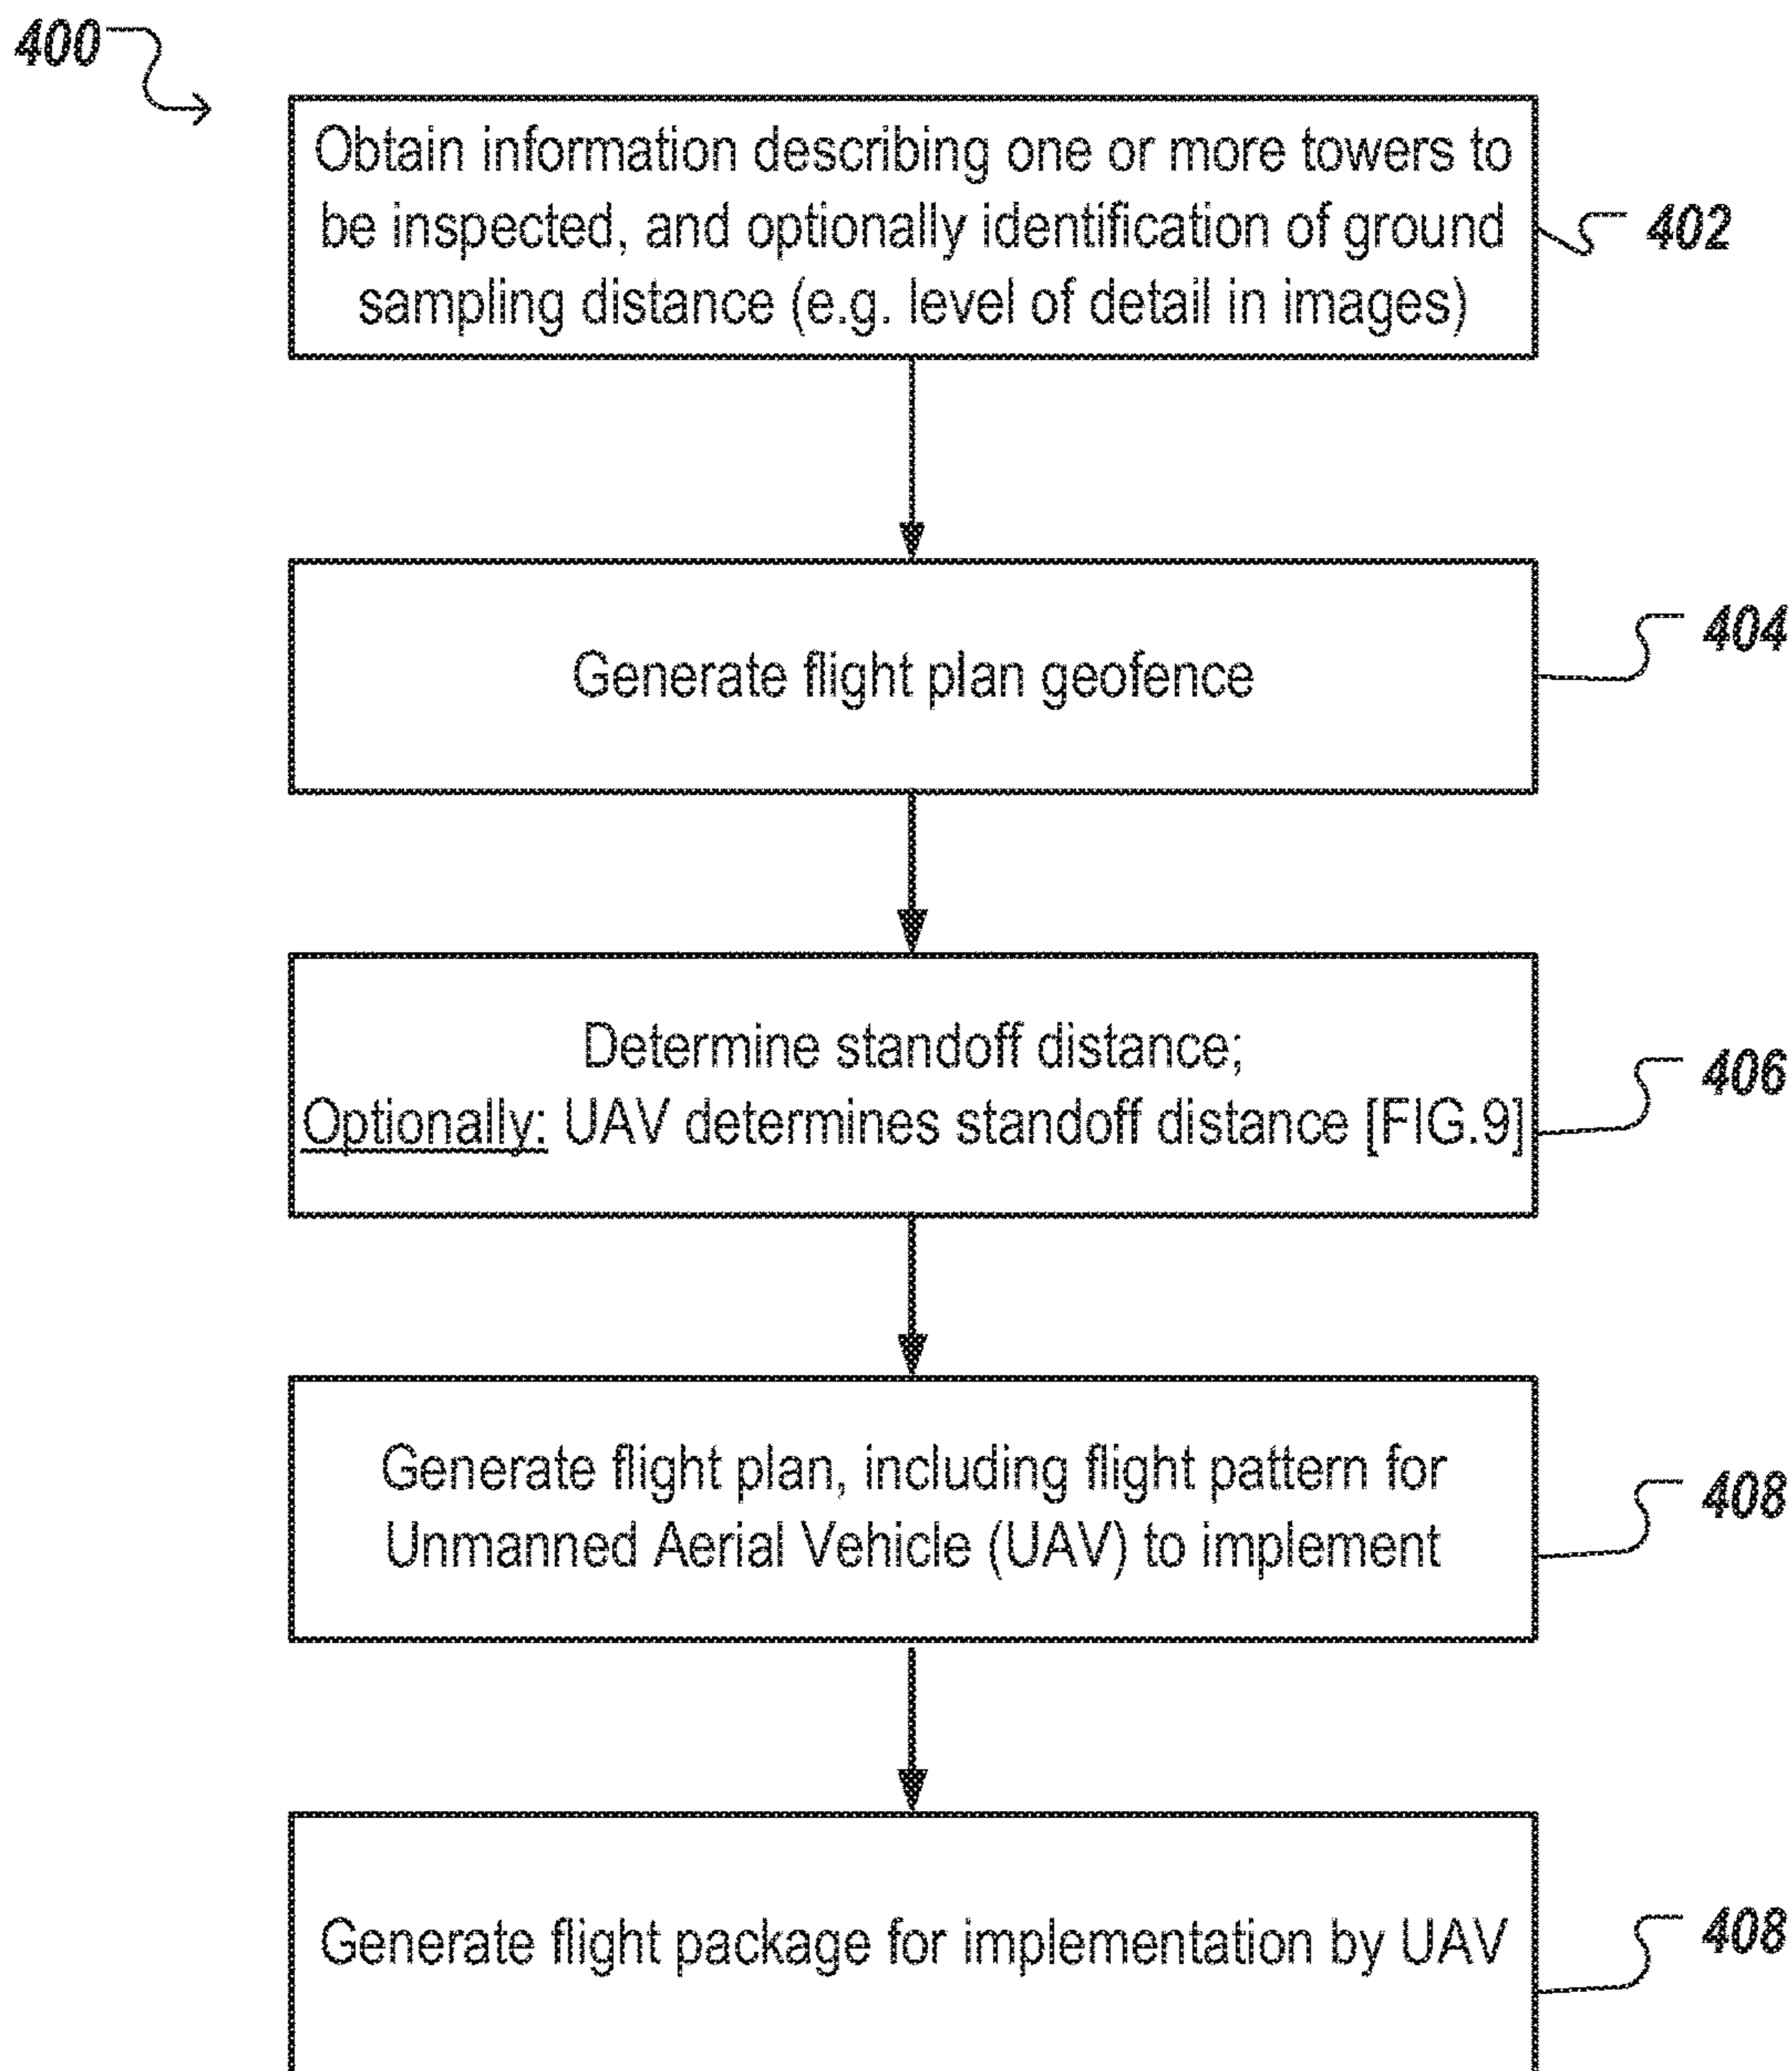 400
Obtain information describing one or more towers to
be inspected, and optionally identification of ground
sampling distance (e.g. level of detail in images)
402
Generate flight plan geofence
404
Determine standoff distance;
Optionally: UAV determines standoff distance [FIG.9]
406
Generate flight plan, including flight pattern for
Unmanned Aerial Vehicle (UAV) to implement
408
Generate flight package for implementation by UAV
408